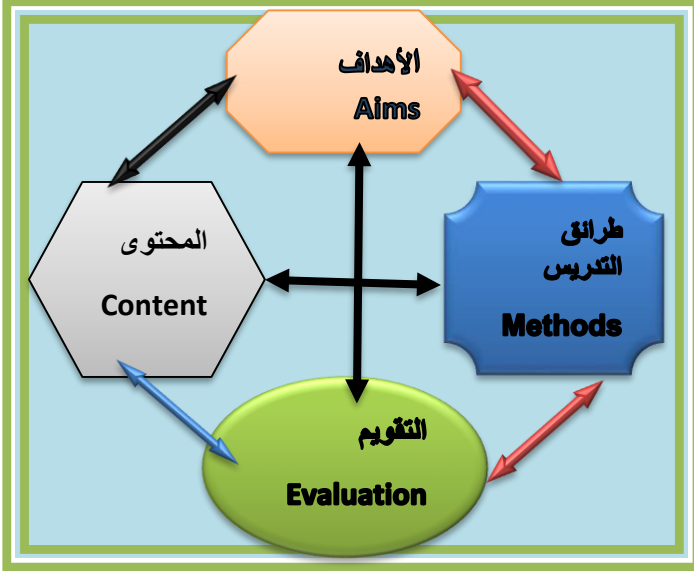 الأهداف
Aims
المحتوى
Content
طرائق
التدريس
Methods
التقويم
Evaluation